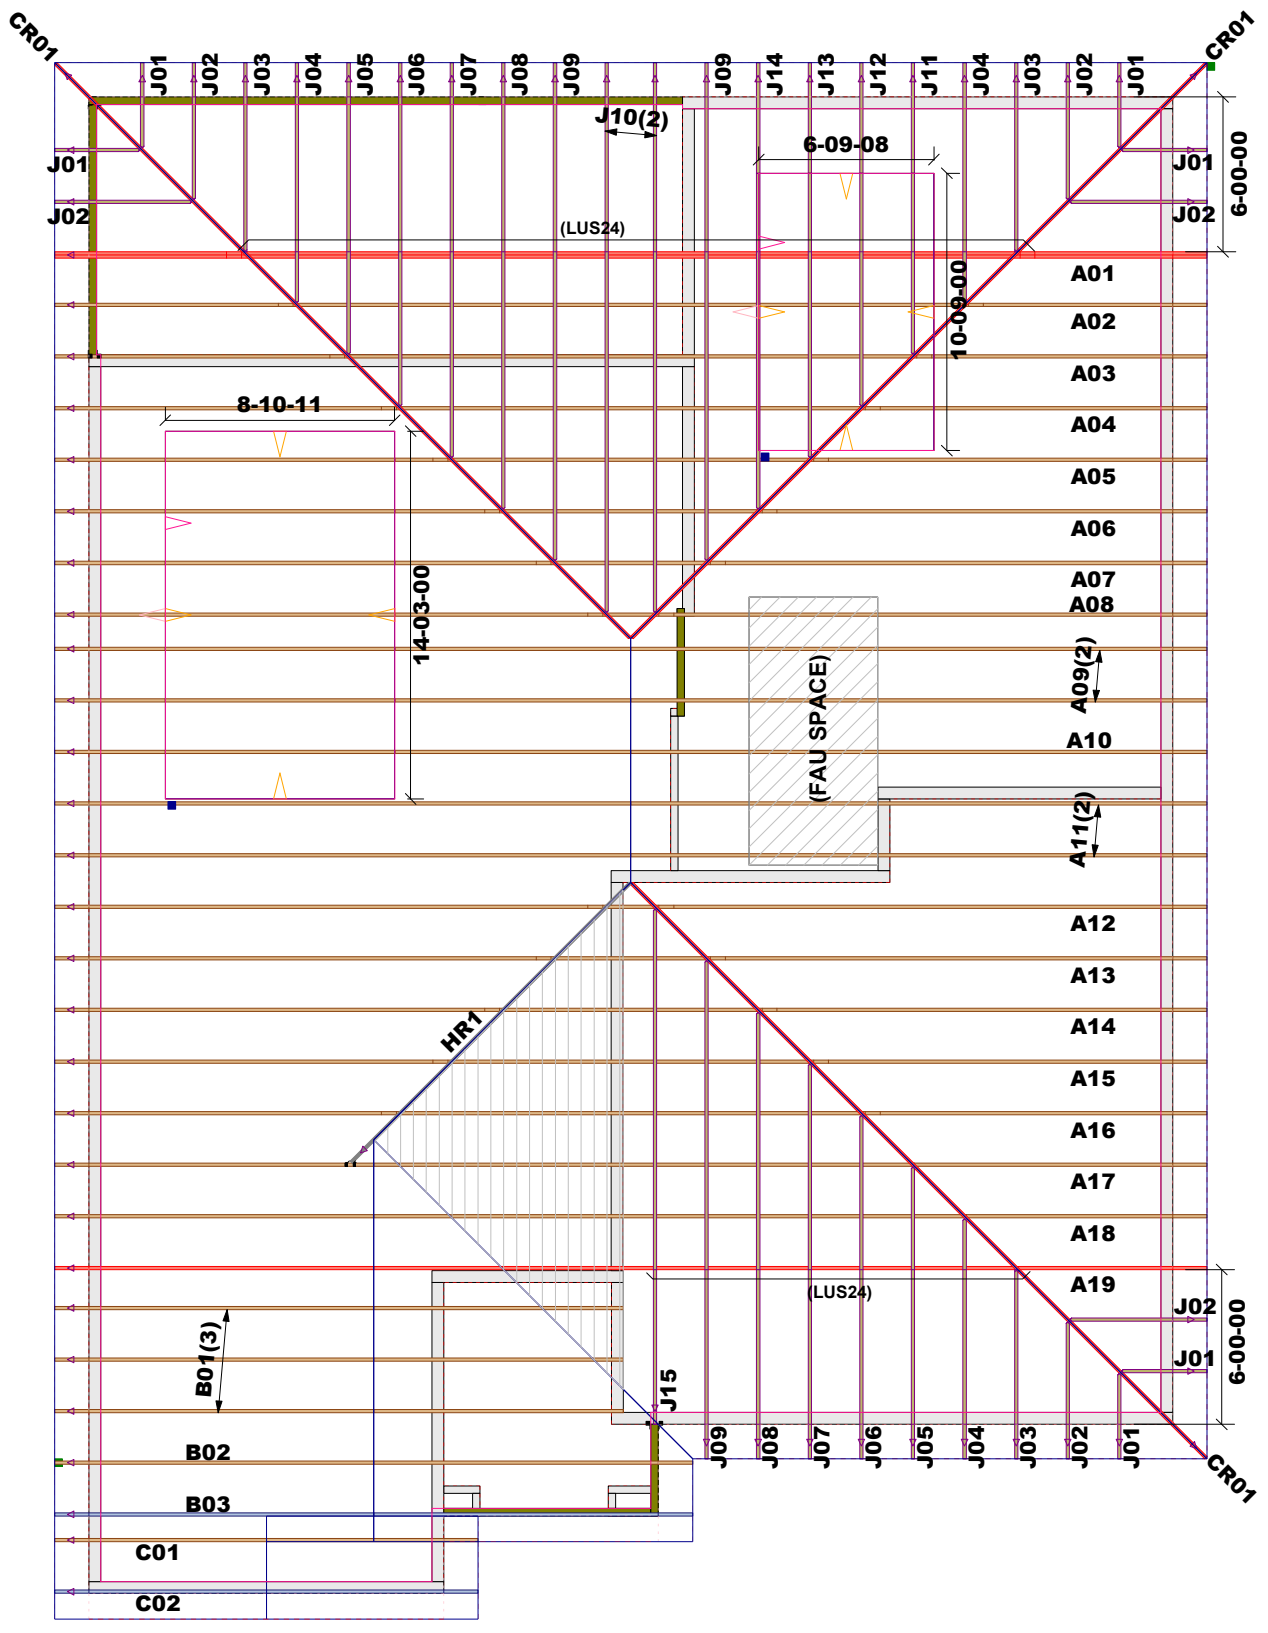 CR01
CR01
J01
J02
J03
J04
J05
J06
J07
J08
J09
J09
J14
J13
J12
J11
J04
J03
J02
J01
J10(2)
6-09-08
6-00-00
J01
J01
J02
J02
(LUS24)
A01
10-09-00
A02
A03
8-10-11
A04
A05
A06
14-03-00
A07
A08
(FAU SPACE)
A09(2)
A10
A11(2)
A12
A13
HR1
A14
A15
A16
A17
A18
A19
(LUS24)
J02
6-00-00
B01(3)
J01
J15
B02
J09
J08
J07
J06
J05
J04
J03
J02
J01
CR01
B03
C01
C02